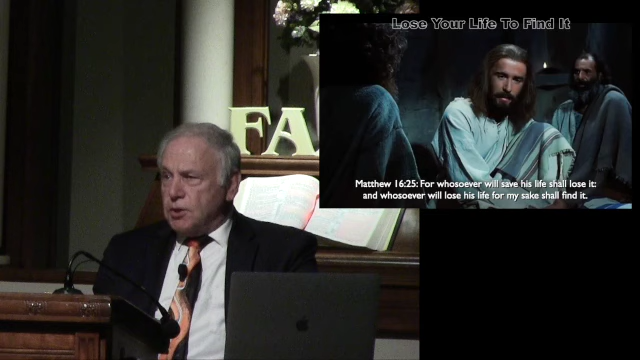 Lose Your Life To Find It
FA
Matthew 16:25: For whosoever will save his life shall lose it:
and whosoever will lose his life for my sake shall find it.